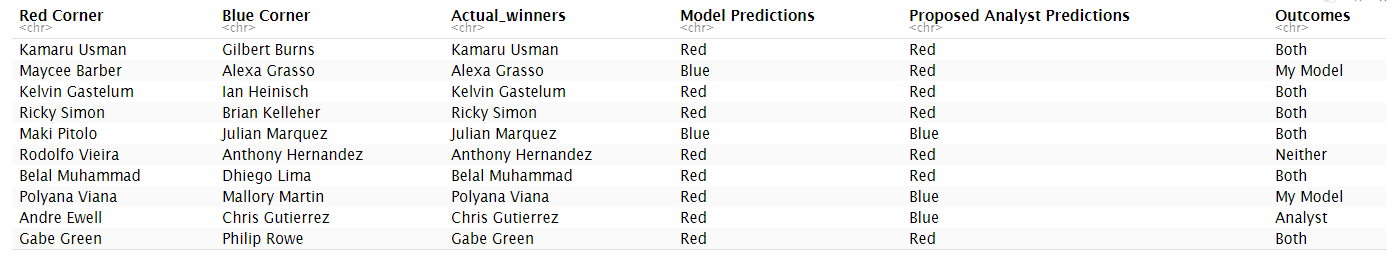 Red Corner Blue Corner Actual_winners Model Predictions Proposed Analyst Predictions Outcomes
<chr> <chr> <chr> <chr> <chr> <chr>
Kamaru Usman Gilbert Burns Kamaru Usman Red Red Both
Maycee Barber Alexa Grasso Alexa Grasso Blue Red My Model
Kelvin Gastelum Ian Heinisch Kelvin Gastelum Red Red Both
Ricky Simon Brian Kelleher Ricky Simon Red Red Both
Maki Pitolo Julian Marquez Julian Marquez Blue Blue Both
Rodolfo Vieira Anthony Hernandez Anthony Hernandez Red Red Neither
Belal Muhammad Dhiego Lima Belal Muhammad Red Red Both
Polyana Viana Mallory Martin Polyana Viana Red Blue My Model
Andre Ewell Chris Gutierrez Chris Gutierrez Red Blue Analyst
Gabe Green Philip Rowe Gabe Green Red Red Both